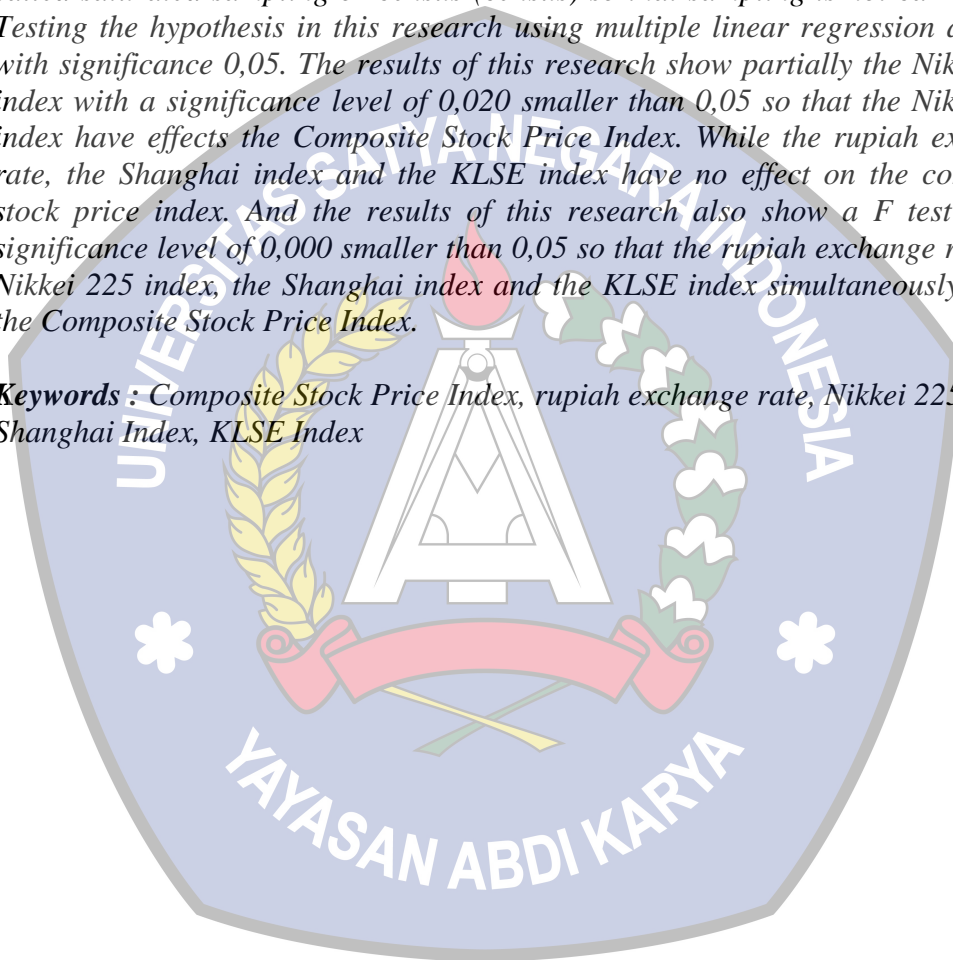 Testing the hypothesis in this research using multiple linear regression
with significance 0,05. The results of this research show partially the
index with a significance level of 0,020 smaller than 0,05 so that the
index have effects the Composite Stock Price Index. While the rupiah
rate, the Shanghai index and the KLSE index have no effect on the
stock price index. And the results of this research also show a F test
significance level of 0,000 smaller than 0,05 so that the rupiah exchange
Nikkei 225 index, the Shanghai index and the KLSE index simultaneously
the Composite Stock Price Index.
Keywords : Composite Stock Price Index, rupiah exchange rate, Nikkei 225
Shanghai Index, KLSE Index
UNIVERSITAS SATYA NEGARA INDONESIA
YAYASAN ABDI KARYA